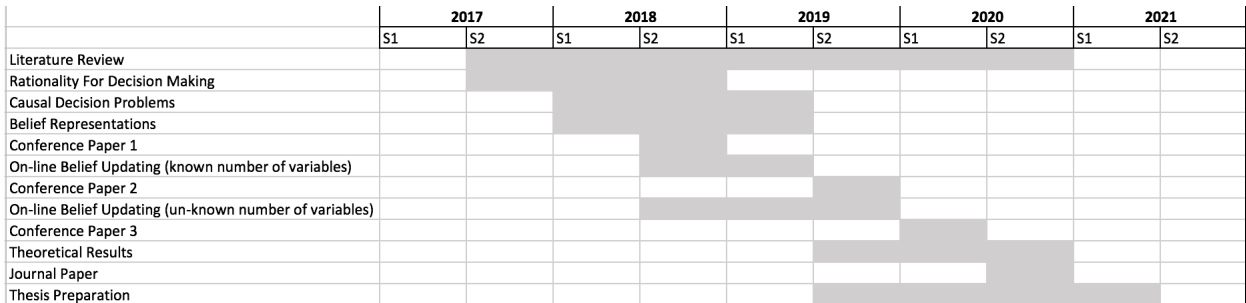 2017 2018 2019 2020 2021
S1 S2 S1 S2 S1 S2 S1 S2 S1 S2
Literature Review
Rationality For Decision Making
Causal Decision Problems
Belief Representations
Conference Paper 1
On-line Belief Updating (known number of variables)
Conference Paper 2
On-line Belief Updating (un-known number of variables)
Conference Paper 3
Theoretical Results
Journal Paper
Thesis Preparation